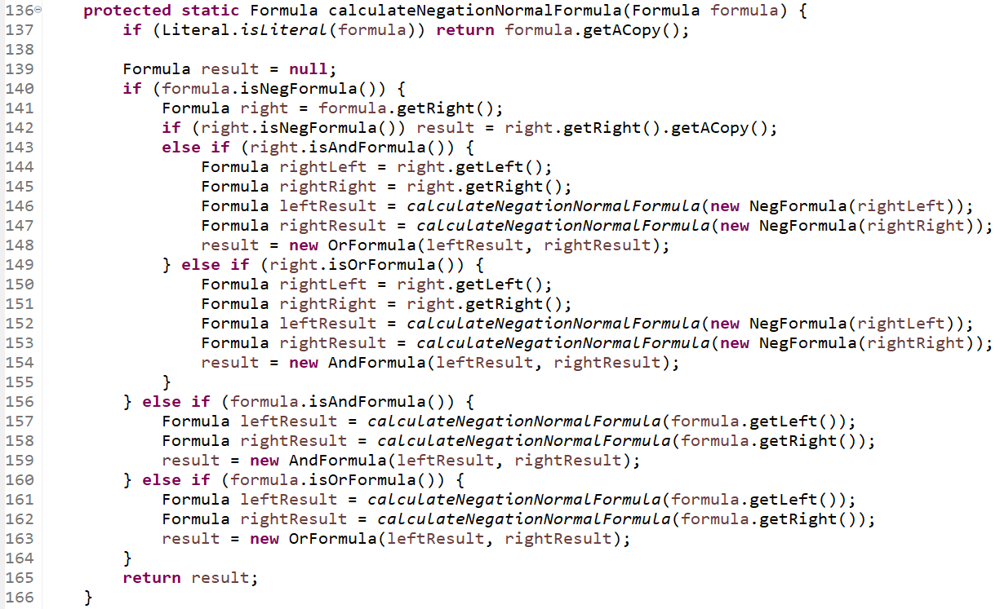 136 protected static Formula calculateNegationNormalFormula(Formula formula) {
137 if (Literal.isLiteral(formula)) return formula.getACopy();
138
139 Formula result = null;
140 if (formula.isNegFormula()) {
141 Formula right = formula.getRight();
142 if (right.isNegFormula()) result = right.getRight().getACopy();
143 else if (right.isAndFormula()) {
144 Formula rightLeft = right.getLeft();
145 Formula rightRight = right.getRight();
146 Formula leftResult = calculateNegationNormalFormula(new NegFormula(rightLeft));
147 Formula rightResult = calculateNegationNormalFormula(new NegFormula(rightRight));
148 result = new OrFormula(leftResult, rightResult);
149 } else if (right.isOrFormula()) {
150 Formula rightLeft = right.getLeft();
151 Formula rightRight = right.getRight();
152 Formula leftResult = calculateNegationNormalFormula(new NegFormula(rightLeft));
153 Formula rightResult = calculateNegationNormalFormula(new NegFormula(rightRight));
154 result = new AndFormula(leftResult, rightResult);
155 }
156 } else if (formula.isAndFormula()) {
157 Formula leftResult = calculateNegationNormalFormula(formula.getLeft());
158 Formula rightResult = calculateNegationNormalFormula(formula.getRight());
159 result = new AndFormula(leftResult, rightResult);
160 } else if (formula.isOrFormula()) {
161 Formula leftResult = calculateNegationNormalFormula(formula.getLeft());
162 Formula rightResult = calculateNegationNormalFormula(formula.getRight());
163 result = new OrFormula(leftResult, rightResult);
164 }
165 return result;
166 }